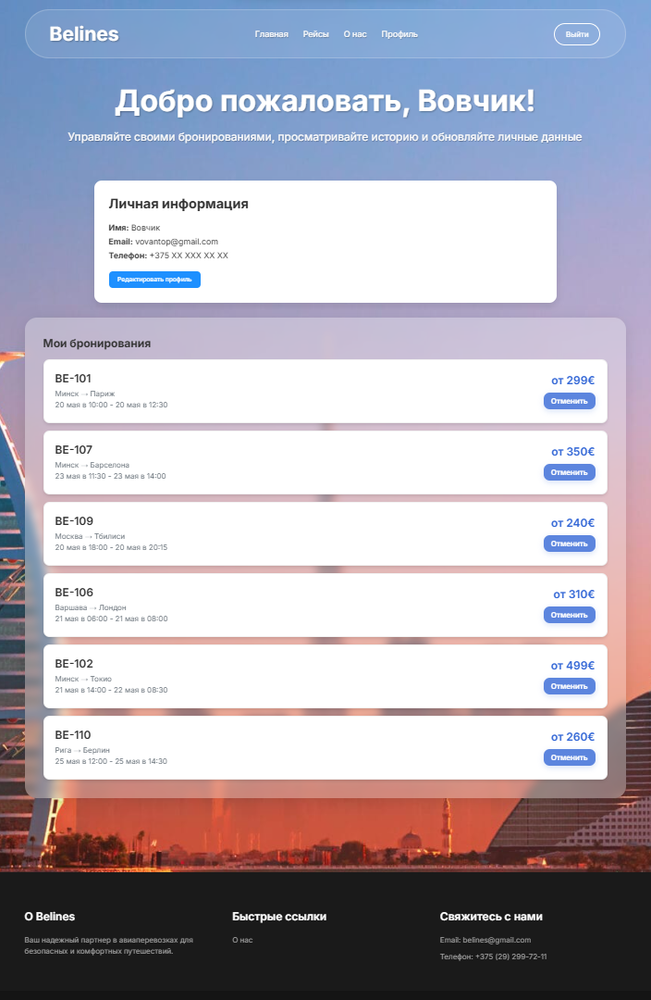 Belines
Главная Рейсы О нас Профиль
Выйти
Добро пожаловать, Вовчик!
Управляйте своими бронированиями, просматривайте историю и обновляйте личные данные
Личная информация
Имя: Вовчик
Email: vovantop@gmail.com
Телефон: +375 XX XXX XX XX
Редактировать профиль
Мои бронирования
BE-101
Минск → Париж
20 мая в 10:00 - 20 мая в 12:30
от 299€
Отменить
BE-107
Минск → Барселона
23 мая в 11:30 - 23 мая в 14:00
от 350€
Отменить
BE-109
Москва → Тбилиси
20 мая в 18:00 - 20 мая в 20:15
от 240€
Отменить
BE-106
Варшава → Лондон
21 мая в 06:00 - 21 мая в 08:00
от 310€
Отменить
BE-102
Минск → Токио
21 мая в 14:00 - 22 мая в 08:30
от 499€
Отменить
BE-110
Рига → Берлин
25 мая в 12:00 - 25 мая в 14:30
от 260€
Отменить
О Belines
Ваш надежный партнер в авиаперевозках для
безопасных и комфортных путешествий.
Быстрые ссылки
О нас
Свяжитесь с нами
Email: belines@gmail.com
Телефон: +375 (29) 299-72-11